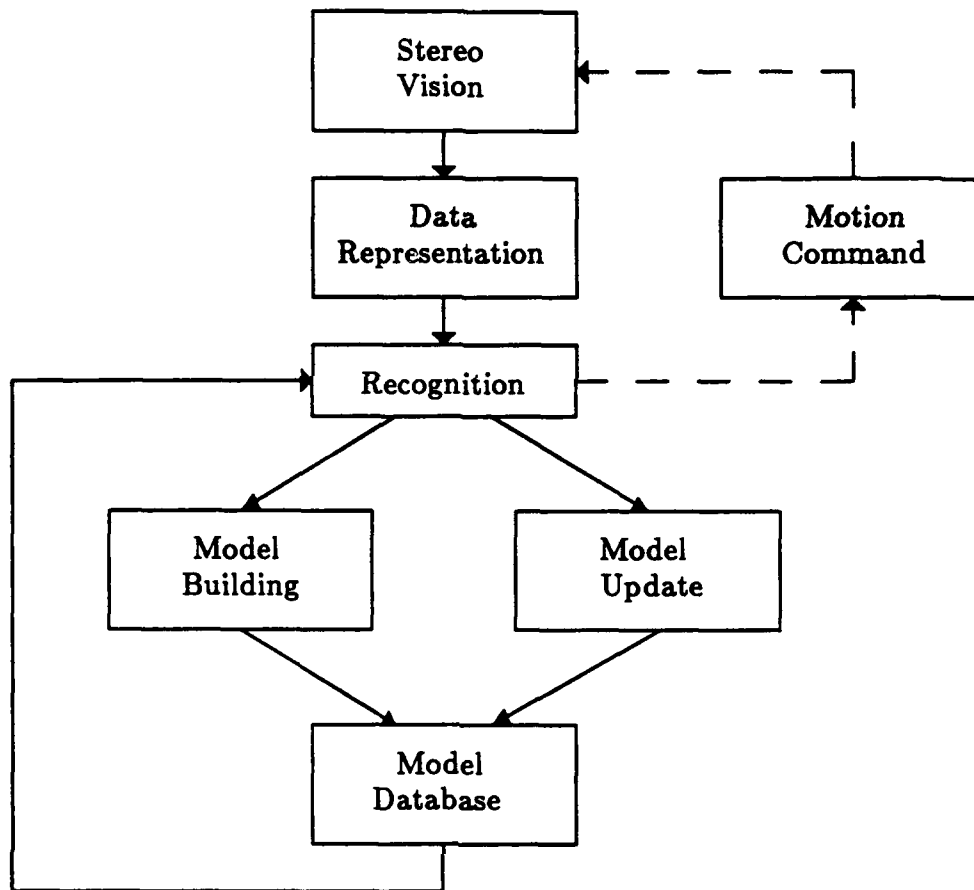 Stereo
Vision
Data
Representation
Motion
Command
Recognition
Model
Building
Model
Update
Model
Database